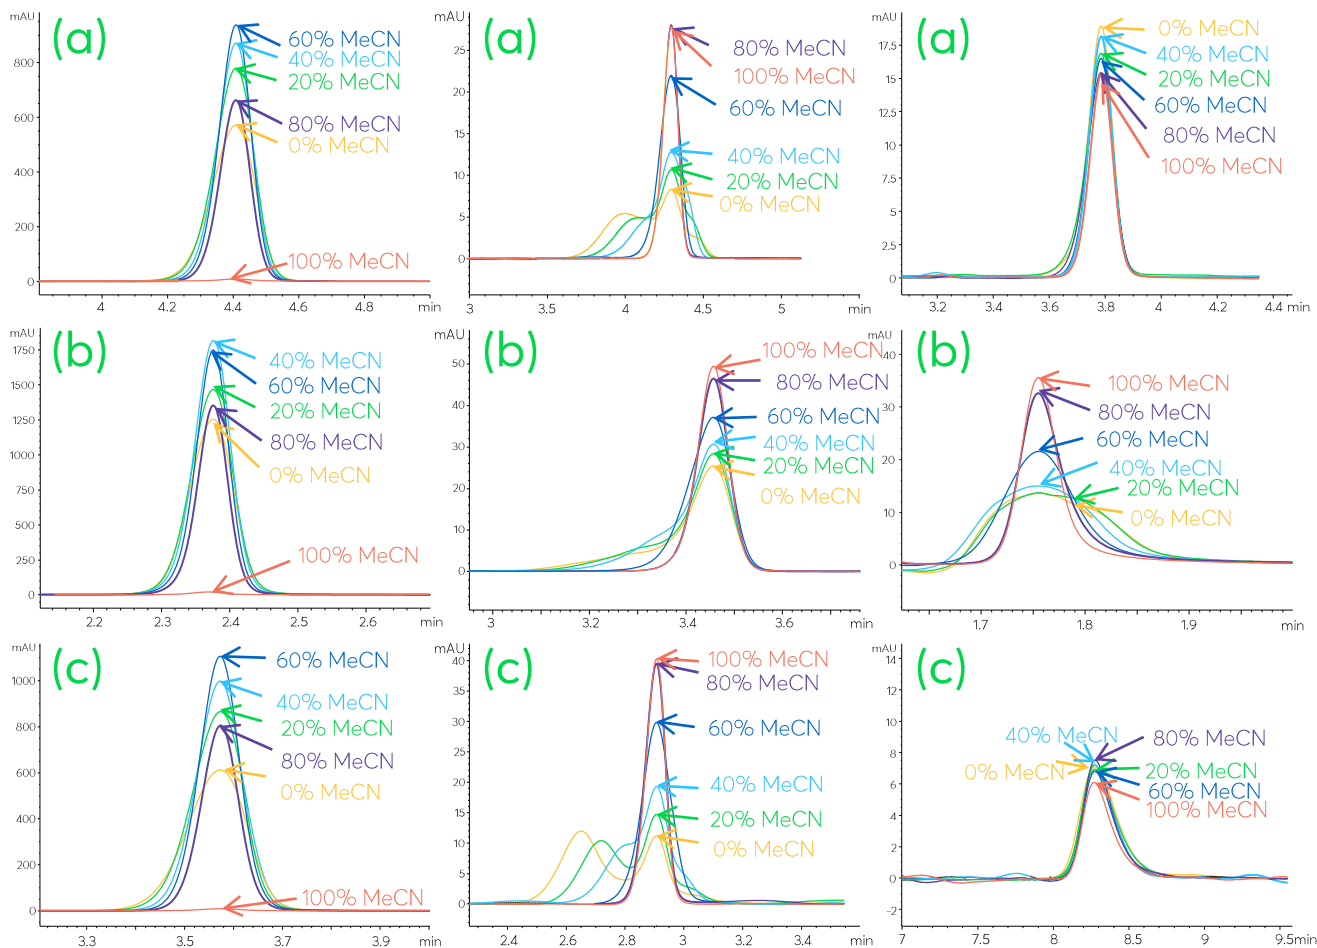 mAU
(a)
60% MeCN
40% MeCN
20% MeCN
80% MeCN
0% MeCN
100% MeCN
800
600
400
200
0
4
4.2
4.4
4.6
4.8
min
mAU
(a)
80% MeCN
100% MeCN
60% MeCN
40% MeCN
20% MeCN
0% MeCN
25
20
15
10
5
0
3
3.5
4
4.5
5
min
mAU
(a)
0% MeCN
40% MeCN
20% MeCN
60% MeCN
80% MeCN
100% MeCN
17.5
15
12.5
10
7.5
5
2.5
0
3.2
3.4
3.6
3.8
4
4.2
4.4
min
mAU
(b)
40% MeCN
60% MeCN
20% MeCN
80% MeCN
0% MeCN
100% MeCN
1750
1500
1250
1000
750
500
250
0
2.2
2.3
2.4
2.5
2.6
min
mAU
(b)
100% MeCN
80% MeCN
60% MeCN
40% MeCN
20% MeCN
0% MeCN
50
40
30
20
10
0
3
3.2
3.4
3.6
min
mAU
(b)
100% MeCN
80% MeCN
60% MeCN
40% MeCN
20% MeCN
0% MeCN
40
30
20
10
0
1.7
1.8
1.9
min
mAU
(c)
60% MeCN
40% MeCN
20% MeCN
80% MeCN
0% MeCN
100% MeCN
1000
800
600
400
200
0
3.3
3.5
3.7
3.9
min
mAU
(c)
100% MeCN
80% MeCN
60% MeCN
40% MeCN
20% MeCN
0% MeCN
40
35
30
25
20
15
10
5
0
2.4
2.6
2.8
3
3.2
3.4
min
mAU
(c)
40% MeCN
80% MeCN
0% MeCN
20% MeCN
60% MeCN
100% MeCN
14
12
10
8
6
4
2
0
−2
7
7.5
8
8.5
9
9.5min